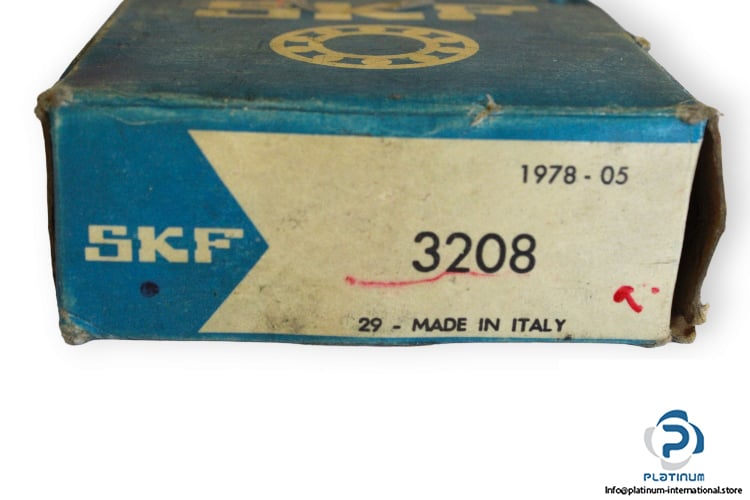 SKF
1978 - 05
SKF
3208
29 - MADE IN ITALY
PLATINUM
Info@platinum-international.store